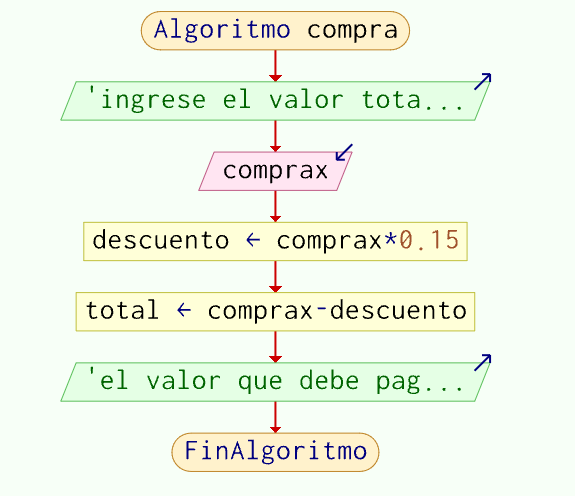 Algoritmo compra
'ingrese el valor tota...
comprax
descuento ← comprax*0.15
total ← comprax-descuento
'el valor que debe pag...
FinAlgoritmo